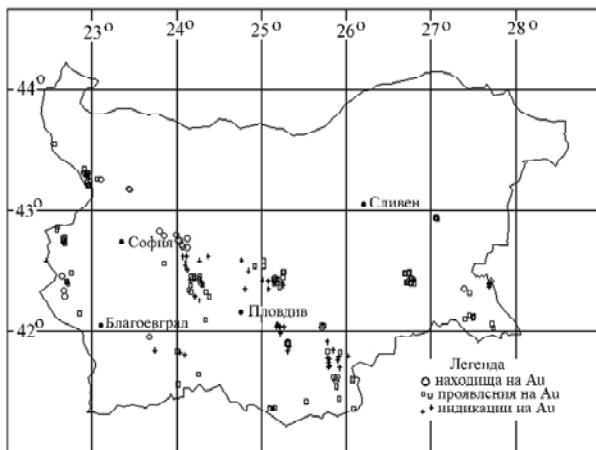 23° 24° 25° 26° 27° 28°
44°
43°
Сливен
София
Пловдив
42°
Благоевград
Легенда
находища на Au
проявления на Au
индикации на Au